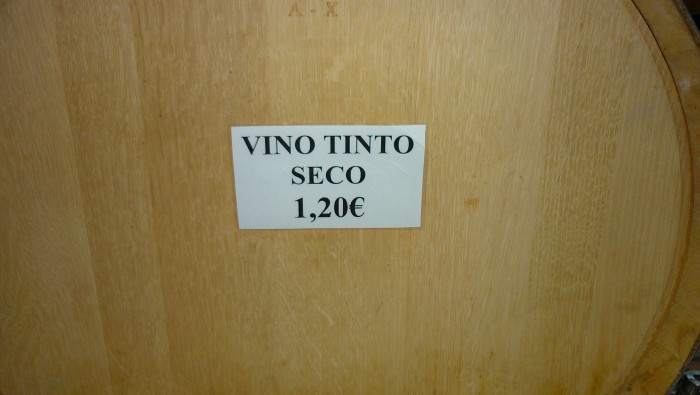 A-X
VINO TINTO
SECO
1,20€